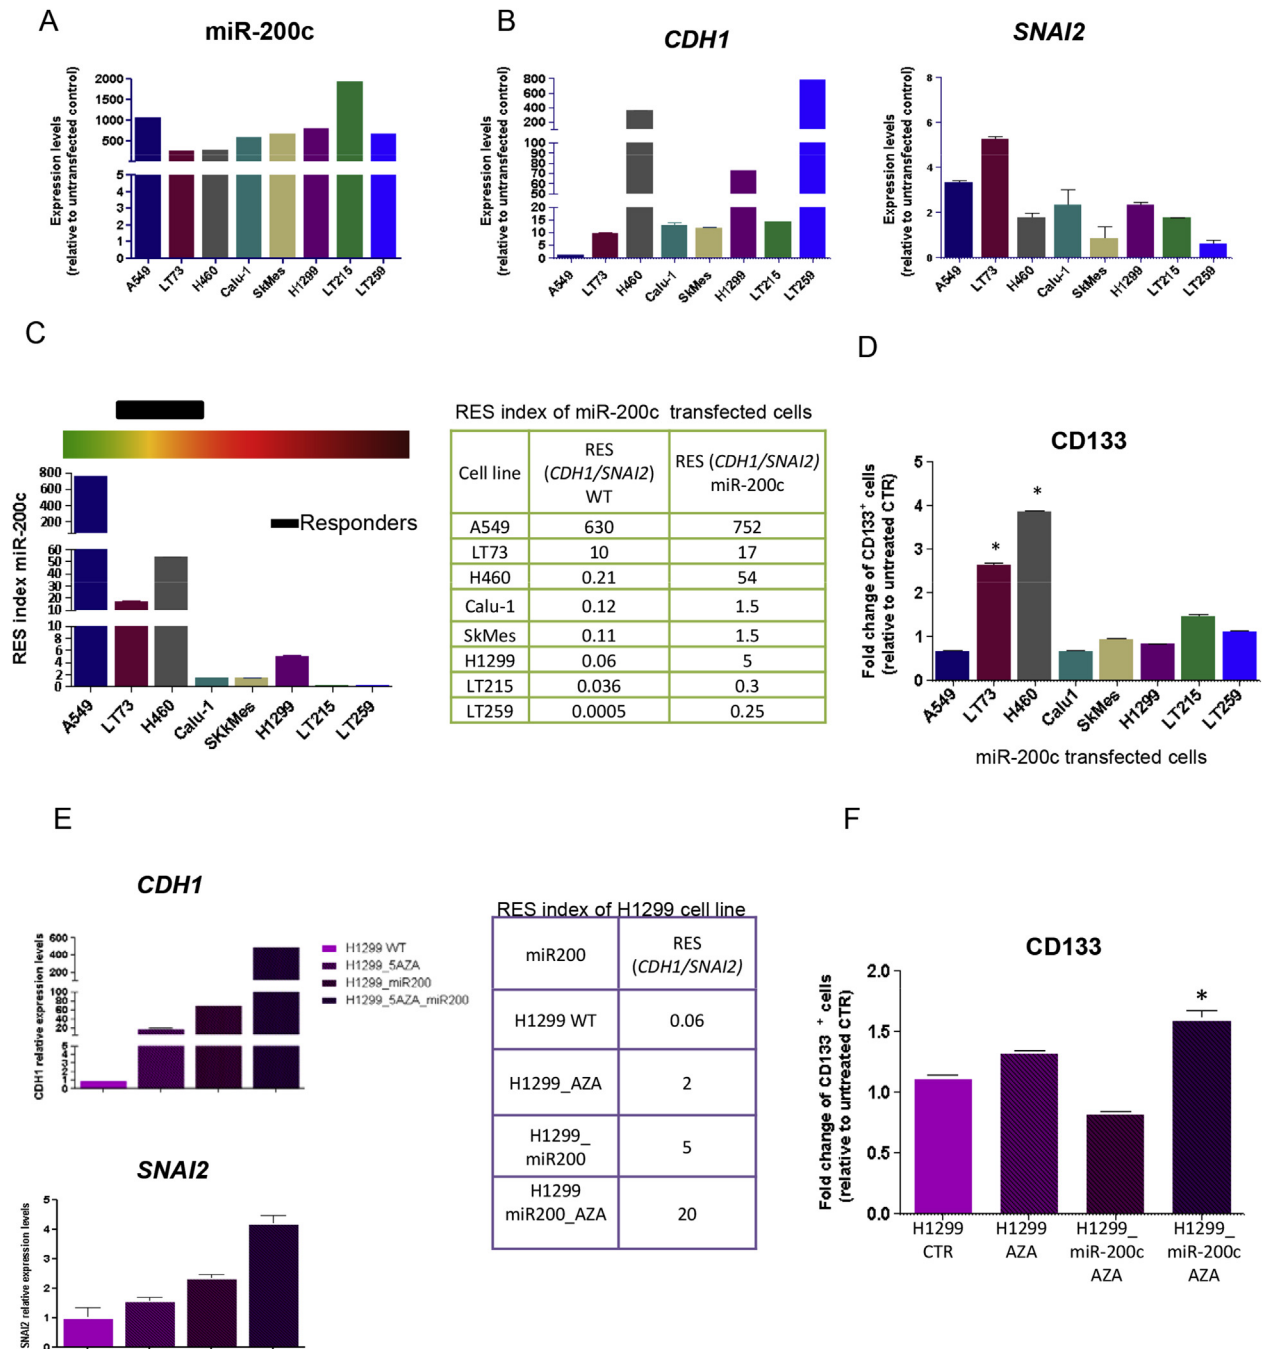 A
miR-200c
Expression levels
(relative to untransfected control)
2000
1500
1000
500
5
4
3
2
1
0
A549
LT73
H460
Calu-1
SkMes
H1299
LT215
LT259
B
CDH1
Expression levels
(relative to untransfected control)
800
600
400
200
100
90
80
70
60
50
20
15
10
5
0
A549
LT73
H460
Calu-1
SkMes
H1299
LT215
LT259
SNAI2
Expression levels
(relative to untransfected control)
8
6
4
2
0
A549
LT73
H460
Calu-1
SkMes
H1299
LT215
LT259
C
RES index miR-200c
800
600
400
200
60
50
40
30
20
10
10
8
6
4
2
0
Responders
A549
LT73
H460
Calu-1
SKkMes
H1299
LT215
LT259
RES index of miR-200c transfected cells
Cell line
RES
(CDH1/SNAI2)
WT
RES (CDH1/SNAI2)
miR-200c
A549 630 752
LT73 10 17
H460 0.21 54
Calu-1 0.12 1.5
SkMes 0.11 1.5
H1299 0.06 5
LT215 0.036 0.3
LT259 0.0005 0.25
D
CD133
Fold change of CD133+ cells
(relative to untreated CTR)
5
4
3
2
1
0
*
*
A549
LT73
H460
Calu1
SkMes
H1299
LT215
LT259
miR-200c transfected cells
E
CDH1
CDH1 relative expression levels
600
400
200
100
80
60
40
20
0
5
4
3
2
1
0
H1299 WT
H1299_5AZA
H1299_miR200
H1299_5AZA_miR200
SNAI2
SNAI2 relative expression levels
5
4
3
2
1
0
RES index of H1299 cell line
miR200
RES
(CDH1/SNAI2)
H1299 WT 0.06
H1299_AZA 2
H1299_
miR200
5
H1299
miR200_AZA
20
F
CD133
Fold change of CD133 + cells
(relative to untreated CTR)
2.0
1.5
1.0
0.5
0.0
*
H1299
CTR
H1299
AZA
H1299_
miR-200c
AZA
H1299_
miR-200c
AZA